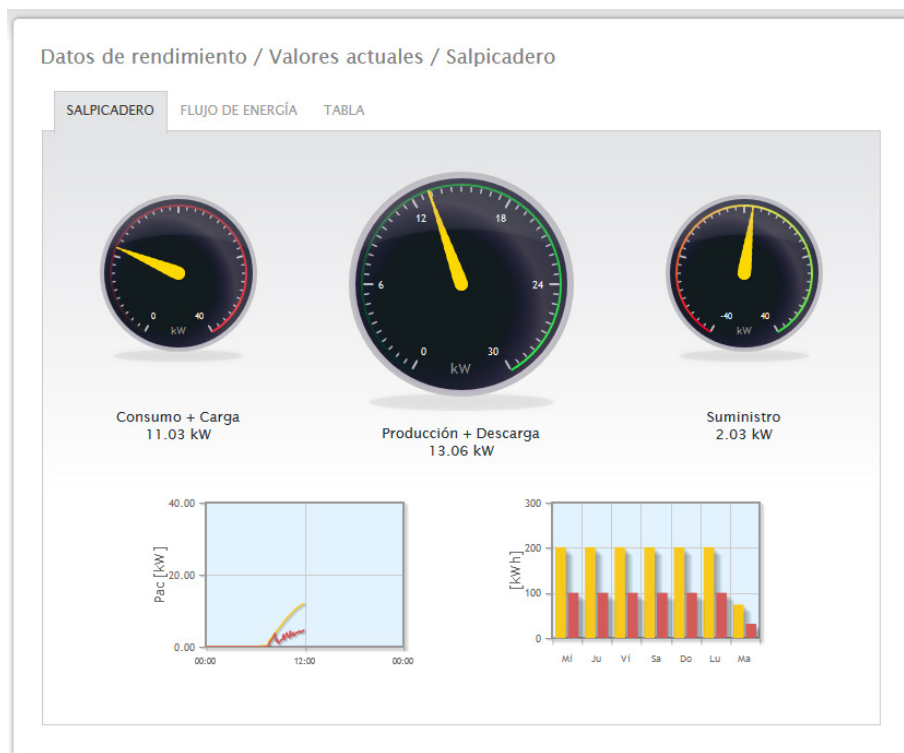 Datos de rendimiento / Valores actuales / Salpicadero
SALPICADERO FLUJO DE ENERGÍA TABLA
0 40
kW
Consumo + Carga
11.03 kW
12 18
6 24
0 30
kW
Producción + Descarga
13.06 kW
-40 40
kW
Suministro
2.03 kW
Pac [kW]
40.00
20.00
0.00
00:00 12:00 00:00
[kWh]
300
200
100
0
Mi Ju Vi Sa Do Lu Ma